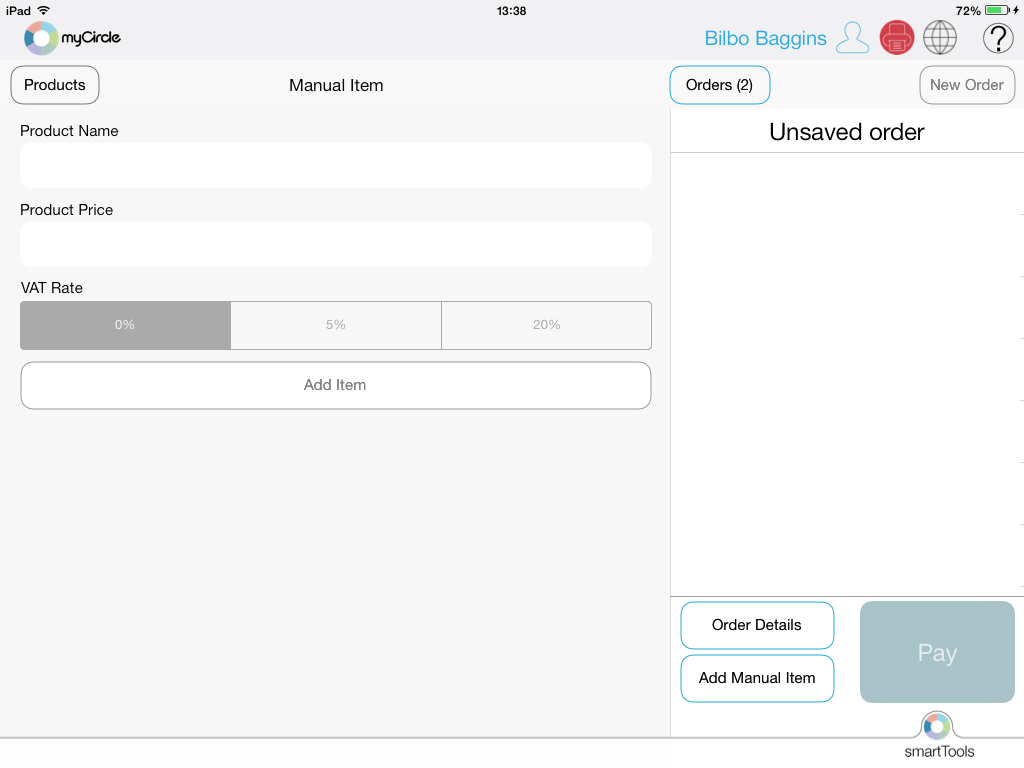 iPad 13:38 72%
myCircle Bilbo Baggins ?
Products Manual Item Orders (2) New Order
Product Name
Unsaved order
Product Price
VAT Rate
0% 5% 20%
Add Item
Order Details
Pay
Add Manual Item
smartTools